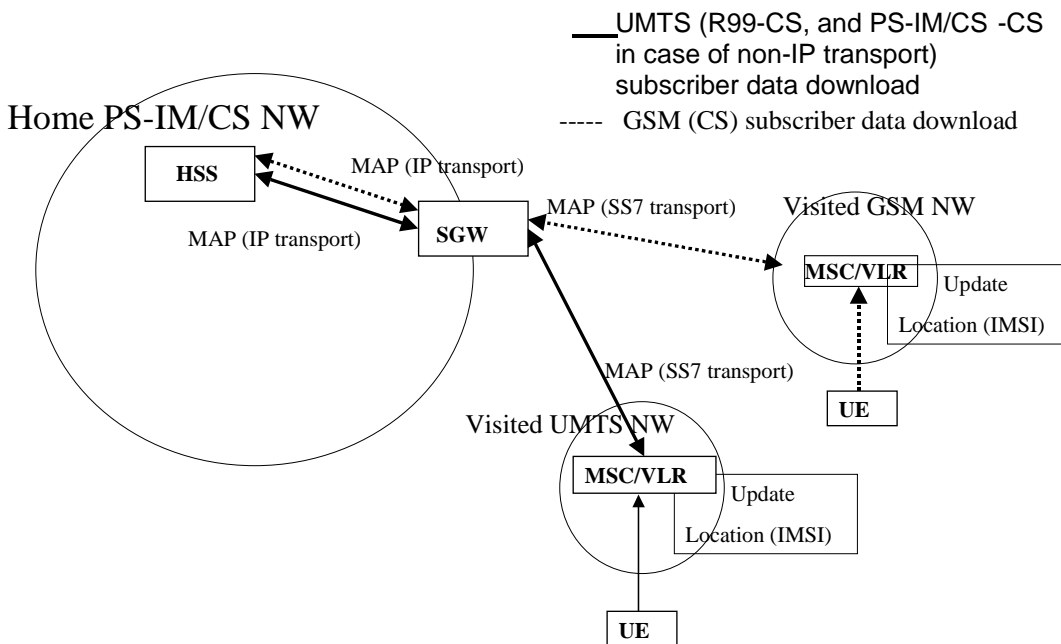 UMTS (R99-CS, and PS-IM/CS -CS
in case of non-IP transport)
subscriber data download
GSM (CS) subscriber data download
Home PS-IM/CS NW
HSS
MAP (IP transport)
MAP (IP transport)
SGW
MAP (SS7 transport)
Visited GSM NW
MSC/VLR
Update
Location (IMSI)
UE
MAP (SS7 transport)
Visited UMTS NW
MSC/VLR
Update
Location (IMSI)
UE